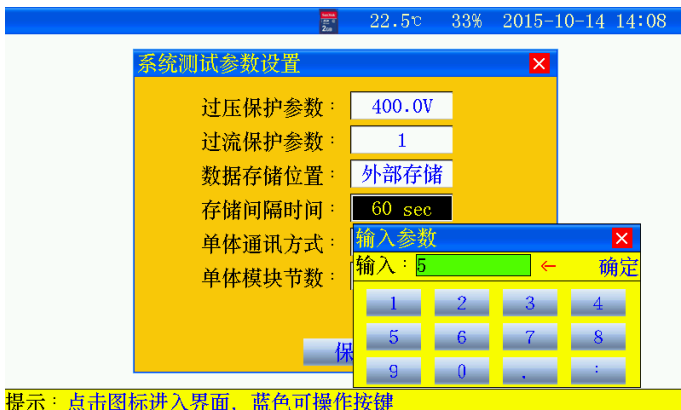 22.5℃ 33% 2015-10-14 14:08
系统测试参数设置
过压保护参数： 400.0V
过流保护参数： 1
数据存储位置： 外部存储
存储间隔时间： 60 sec
单体通讯方式：
单体模块节数：
保
输入参数
输入：5 ← 确定
1 2 3 4
5 6 7 8
9 0 . :
提示：点击图标进入界面，蓝色可操作按键